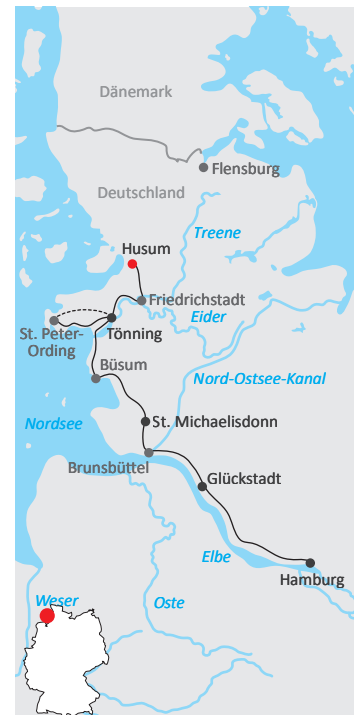 Dänemark
Flensburg
Deutschland
Treene
Husum
Friedrichstadt
Eider
St. Peter-
Ording
Tönning
Büsum
Nord-Ostsee-Kanal
Nordsee
St. Michaelisdonn
Brunsbüttel
Glückstadt
Elbe
Hamburg
Weser
Oste